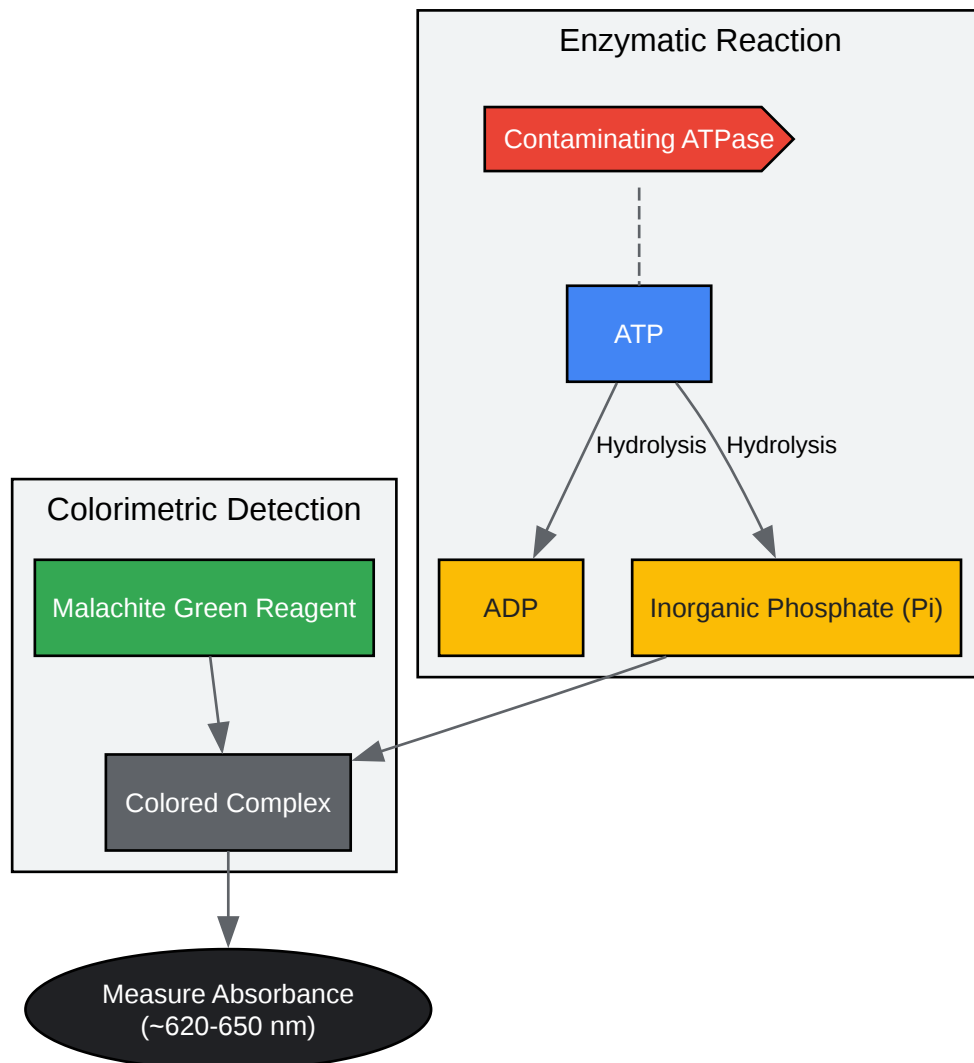 Enzymatic Reaction
Contaminating ATPase
ATP
Hydrolysis
Hydrolysis
ADP
Inorganic Phosphate (Pi)
Colorimetric Detection
Malachite Green Reagent
Colored Complex
Measure Absorbance
(~620-650 nm)